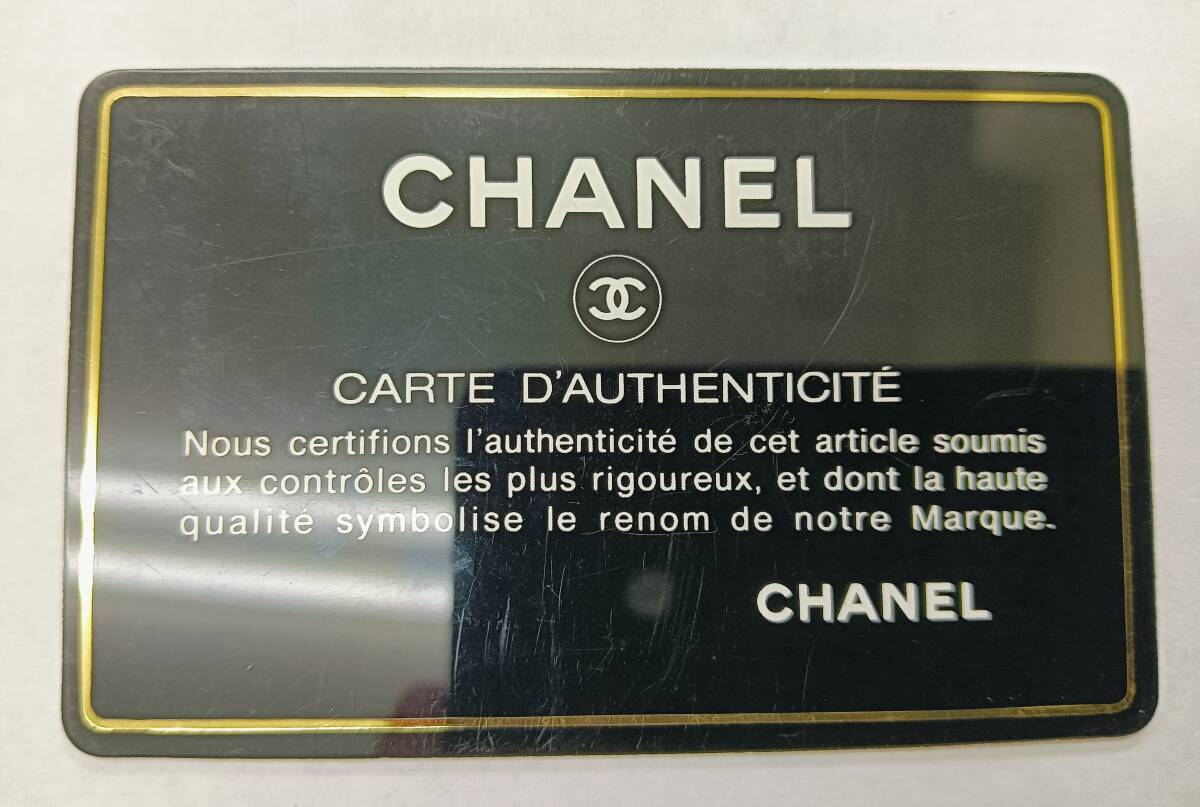 CHANEL
CARTE D'AUTHENTICITÉ
Nous certifions l'authenticité de cet article soumis
aux contrôles les plus rigoureux, et dont la haute
qualité symbolise le renom de notre Marque.
CHANEL